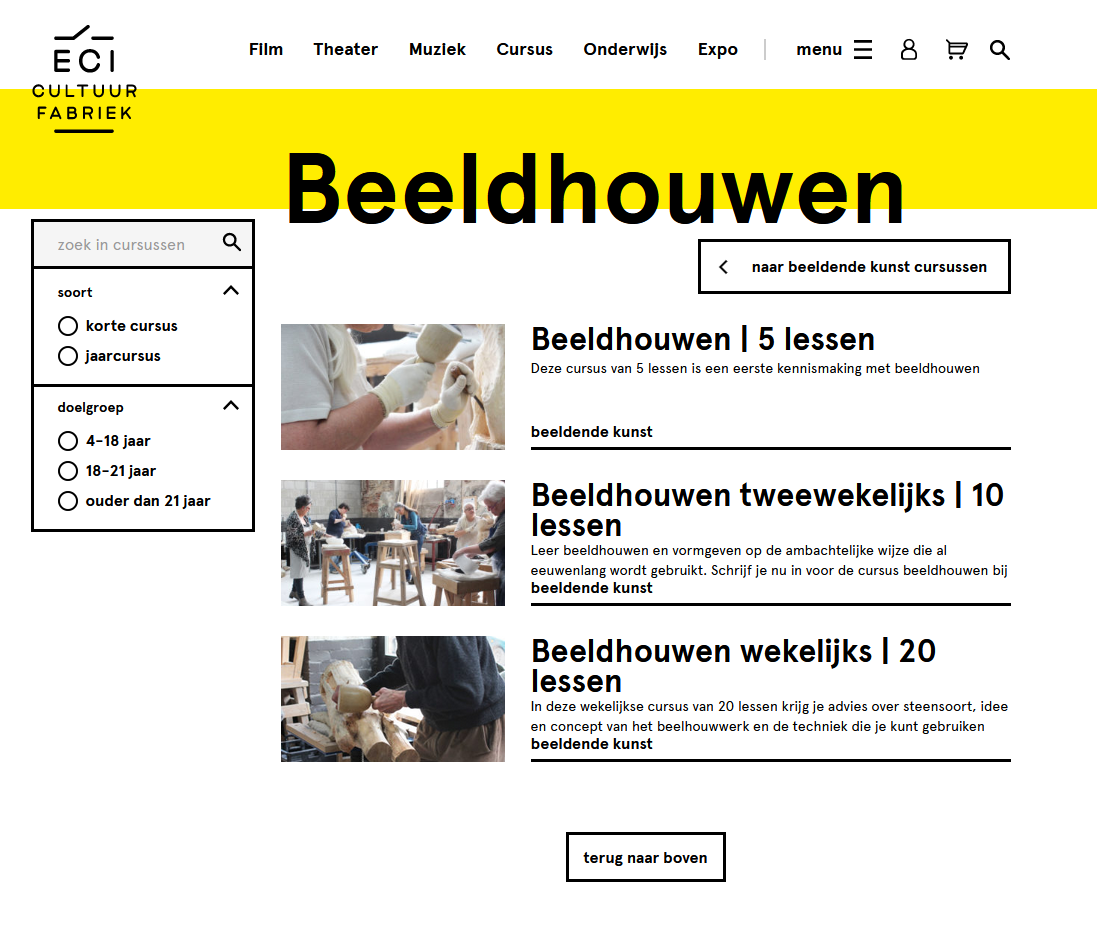 ECI
CULTUUR
FABRIEK
Film Theater Muziek Cursus Onderwijs Expo menu
Beeldhouwen
zoek in cursussen
soort
korte cursus
jaarcursus
doelgroep
4-18 jaar
18-21 jaar
ouder dan 21 jaar
naar beeldende kunst cursussen
Beeldhouwen | 5 lessen
Deze cursus van 5 lessen is een eerste kennismaking met beeldhouwen
beeldende kunst
Beeldhouwen tweewekelijks | 10
lessen
Leer beeldhouwen en vormgeven op de ambachtelijke wijze die al
eeuwenlang wordt gebruikt. Schrijf je nu in voor de cursus beeldhouwen bij
beeldende kunst
Beeldhouwen wekelijks | 20
lessen
In deze wekelijkse cursus van 20 lessen krijg je advies over steensoort, idee
en concept van het beelhouwwerk en de techniek die je kunt gebruiken
beeldende kunst
terug naar boven